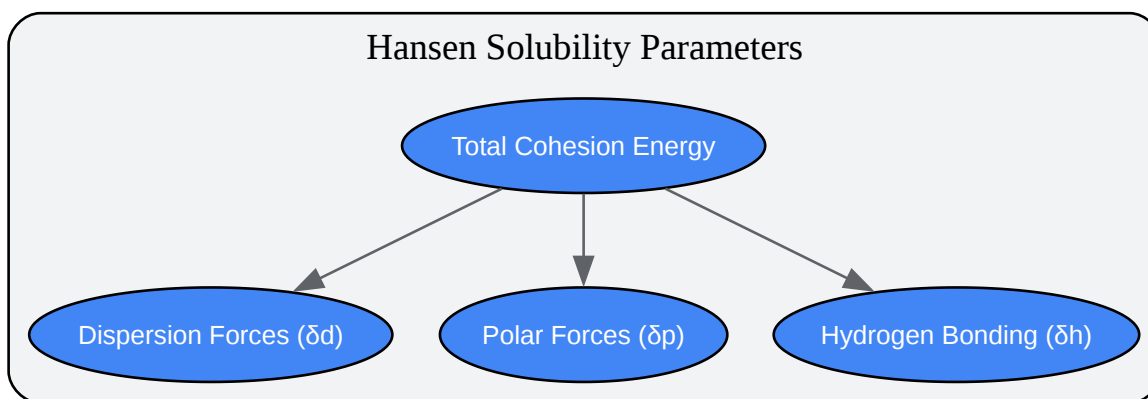 Hansen Solubility Parameters
Total Cohesion Energy
Dispersion Forces (δd)
Polar Forces (δp)
Hydrogen Bonding (δh)